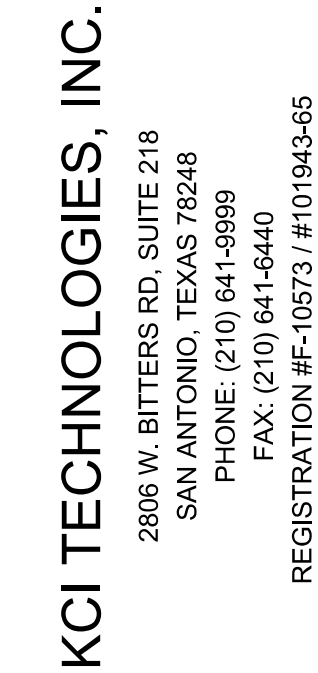 KCI TECHNOLOGIES, INC.
2806 W. BITTERS RD, SUITE 218
SAN ANTONIO, TEXAS 78248
PHONE: (210) 641-9999
FAX: (210) 641-6440
REGISTRATION #F-10573 / #101943-65